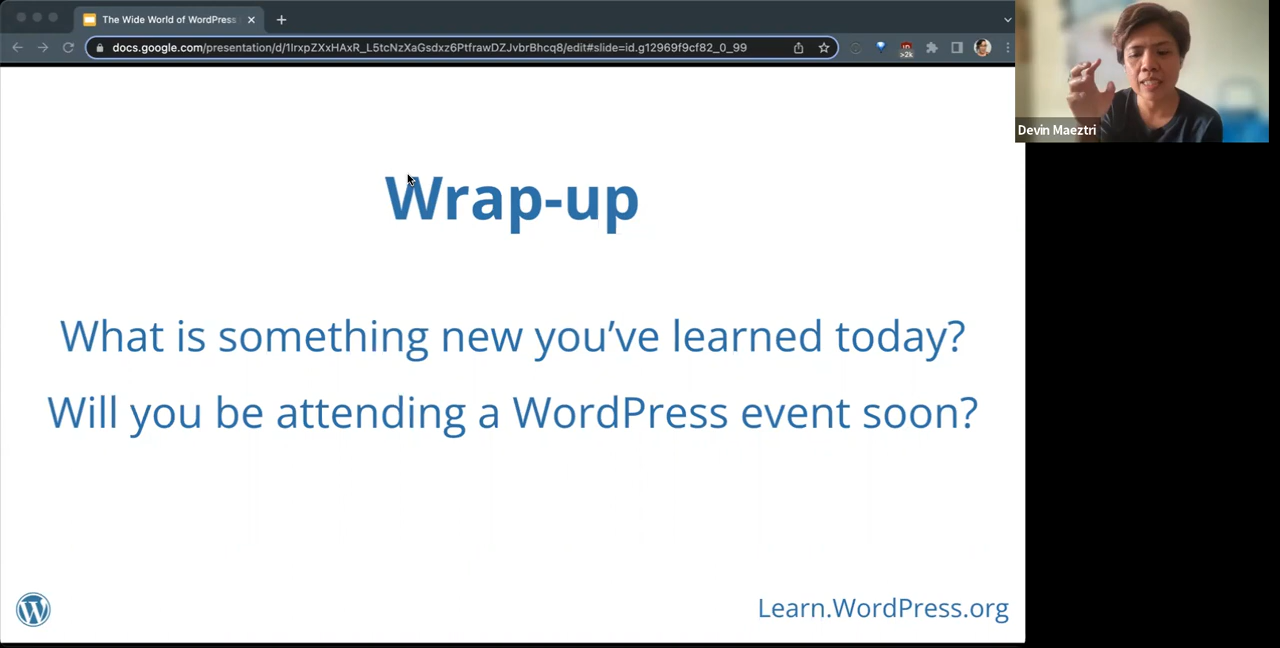 The Wide World of WordPress
docs.google.com/presentation/d/1lrxpZXxHAxR_L5tcNzXaGsdxz6PtfrawDZJvbrBhcq8/edit#slide=id.g12969f9cf82_0_99
>2k
Devin Maeztri
Wrap-up
What is something new you’ve learned today?
Will you be attending a WordPress event soon?
Learn.WordPress.org